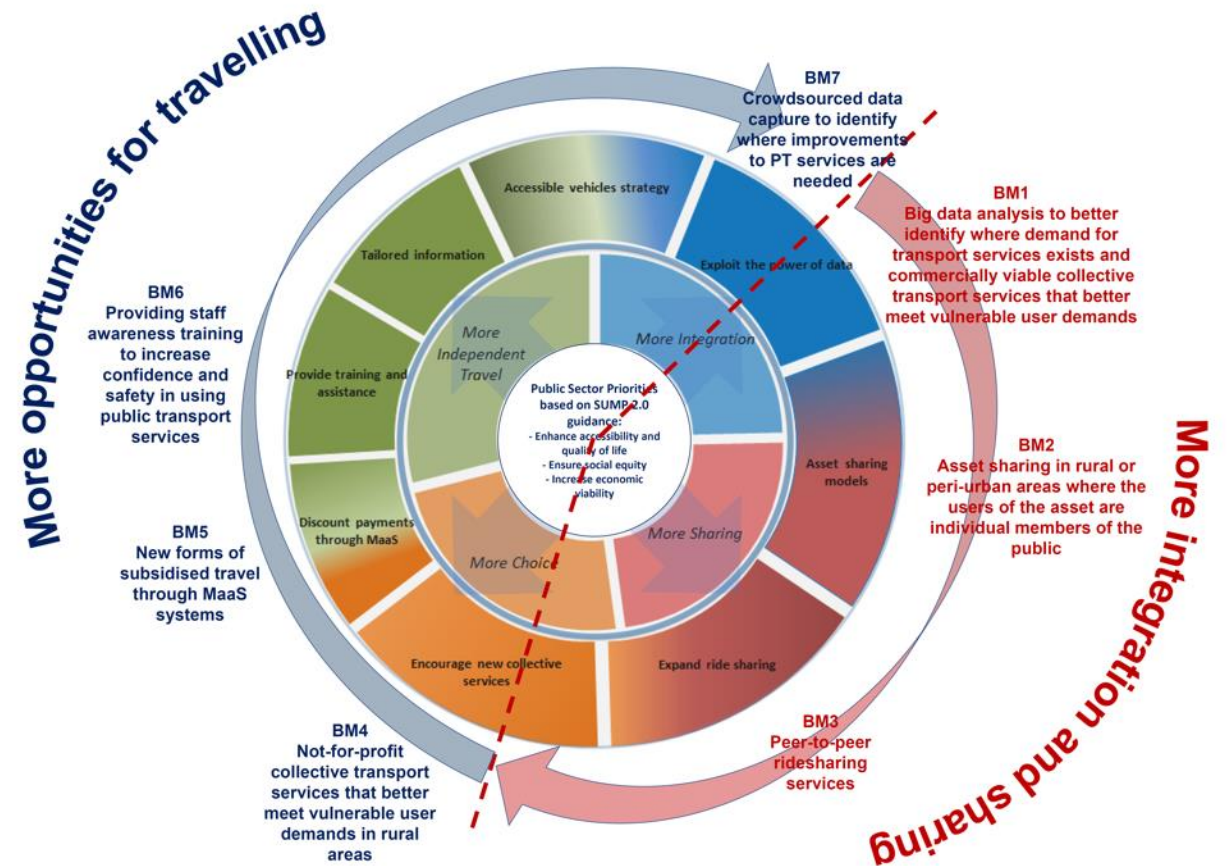 More opportunities for travelling
BM7
Crowdsourced data
capture to identify
where improvements
to PT services are
needed
BM1
Big data analysis to better
identify where demand for
transport services exists and
commercially viable collective
transport services that better
meet vulnerable user demands
Accessible vehicles strategy
Exploit the power of data
Tailored information
BM6
Providing staff
awareness training
to increase
confidence and
safety in using
public transport
services
More
Independent
Travel
More Integration
Provide training and
assistance
Public Sector Priorities
based on SUMP 2.0
guidance:
- Enhance accessibility and
quality of life
- Ensure social equity
- Increase economic
viability
Asset sharing
models
BM2
Asset sharing in rural or
peri-urban areas where the
users of the asset are
individual members of the
public
More integration and sharing
Discount payments
through MaaS
More Choice
More Sharing
BM5
New forms of
subsidised travel
through MaaS
systems
Encourage new collective
services
Expand ride sharing
BM4
Not-for-profit
collective transport
services that better
meet vulnerable user
demands in rural
areas
BM3
Peer-to-peer
ridesharing
services